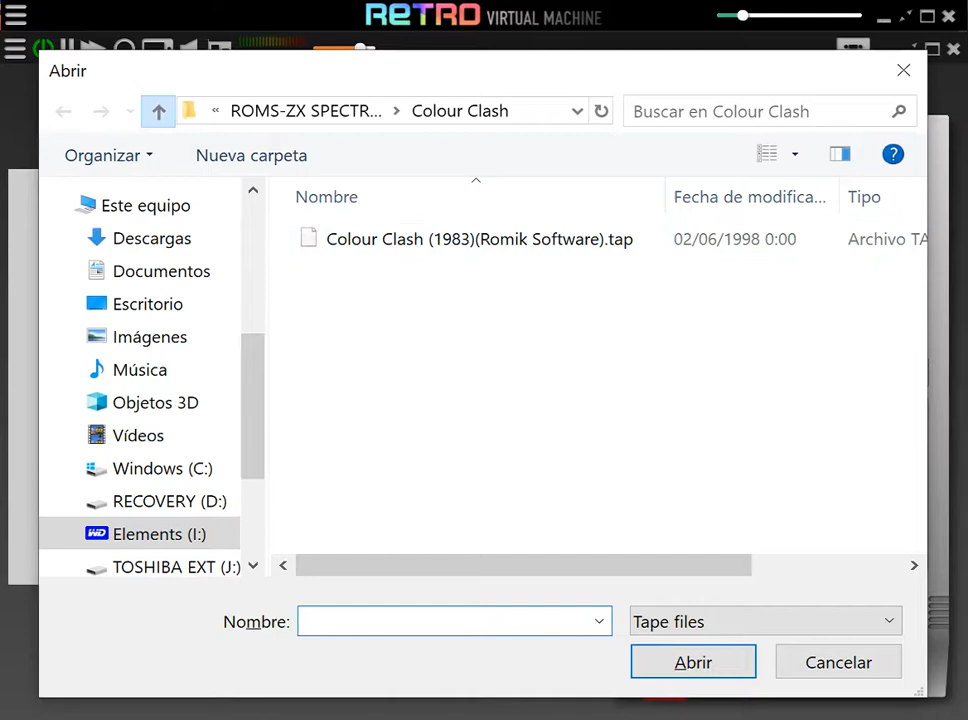 RETRO VIRTUAL MACHINE
Abrir
« ROMS-ZX SPECTR... > Colour Clash
Buscar en Colour Clash
Organizar
Nueva carpeta
?
Nombre
Fecha de modifica...
Tipo
Colour Clash (1983)(Romik Software).tap
02/06/1998 0:00
Archivo TA
Este equipo
Descargas
Documentos
Escritorio
Imágenes
Música
Objetos 3D
Vídeos
Windows (C:)
RECOVERY (D:)
WD Elements (I:)
TOSHIBA EXT (J:)
Nombre:
Tape files
Abrir
Cancelar